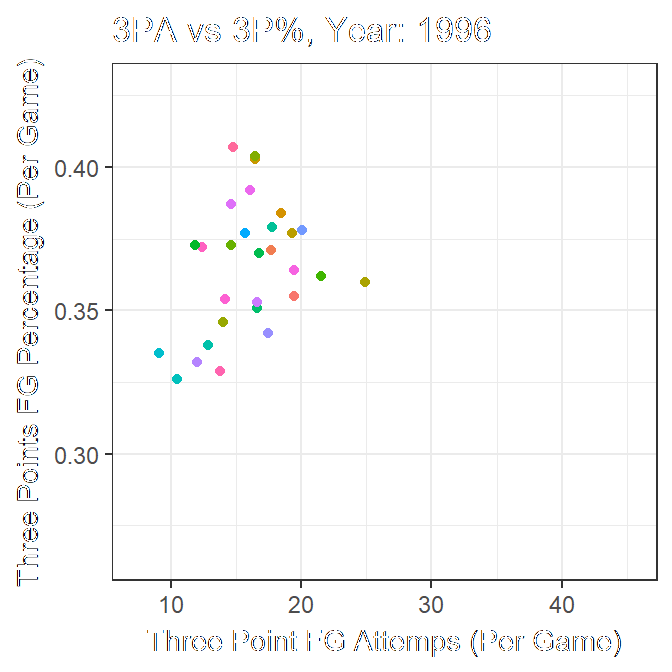 3PA vs 3P%, Year: 1996
Three Points FG Percentage (Per Game)
0.40
0.35
0.30
10 20 30 40
Three Point FG Attemps (Per Game)